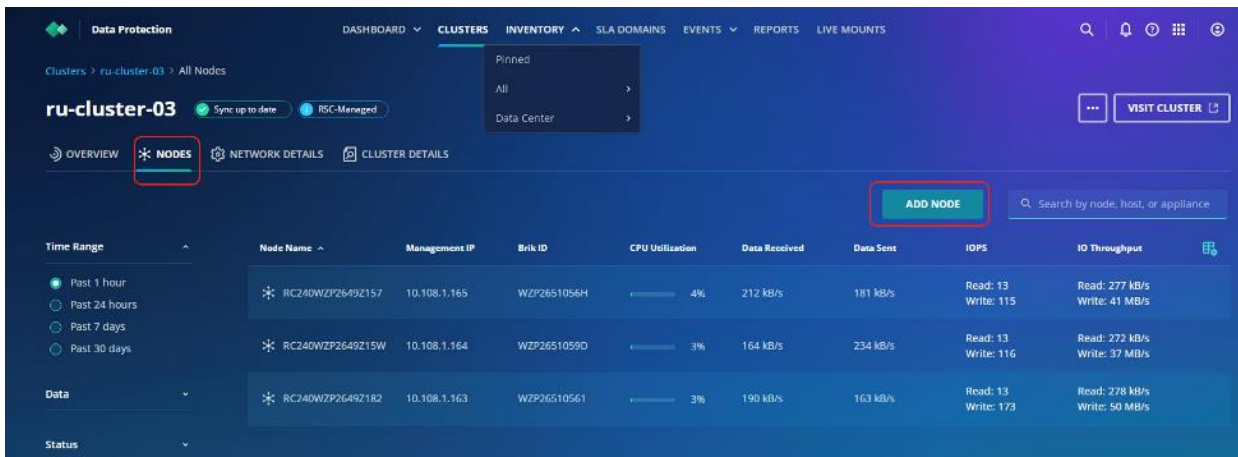 Data Protection
DASHBOARD CLUSTERS INVENTORY SLA DOMAINS EVENTS REPORTS LIVE MOUNTS
Pinned
All
Data Center
Clusters > ru-cluster-03 > All Nodes
ru-cluster-03 Sync up to date RSC-Managed
... VISIT CLUSTER
OVERVIEW NODES NETWORK DETAILS CLUSTER DETAILS
ADD NODE Search by node, host, or appliance
Time Range
Past 1 hour
Past 24 hours
Past 7 days
Past 30 days
Data
Status
Node Name Management IP Brik ID CPU Utilization Data Received Data Sent IOPS IO Throughput
RC240WZP2649Z157 10.108.1.165 WZP2651056H 4% 212 kB/s 181 kB/s Read: 13 Read: 277 kB/s
Write: 115 Write: 41 MB/s
RC240WZP2649Z15W 10.108.1.164 WZP2651059D 3% 164 kB/s 234 kB/s Read: 13 Read: 272 kB/s
Write: 116 Write: 37 MB/s
RC240WZP2649Z182 10.108.1.163 WZP26510561 3% 190 kB/s 163 kB/s Read: 13 Read: 278 kB/s
Write: 173 Write: 50 MB/s